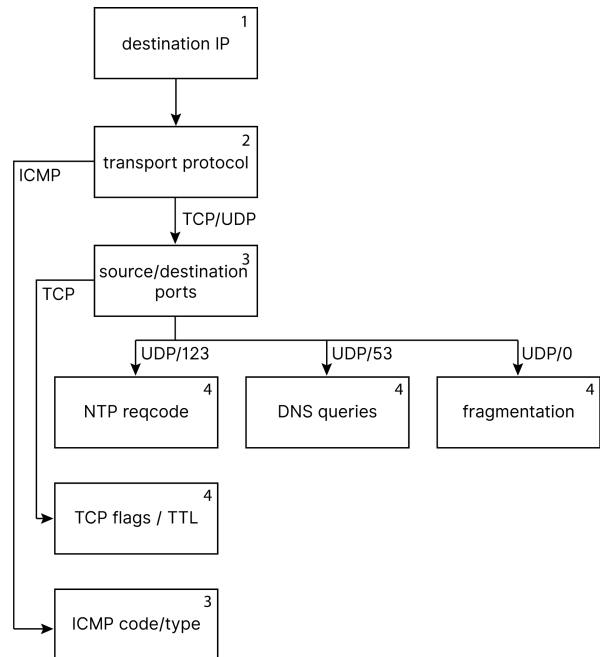 1
destination IP
2
transport protocol
ICMP
TCP/UDP
3
source/destination
ports
TCP
UDP/123
UDP/53
UDP/0
4
NTP reqcode
4
DNS queries
4
fragmentation
4
TCP flags / TTL
3
ICMP code/type